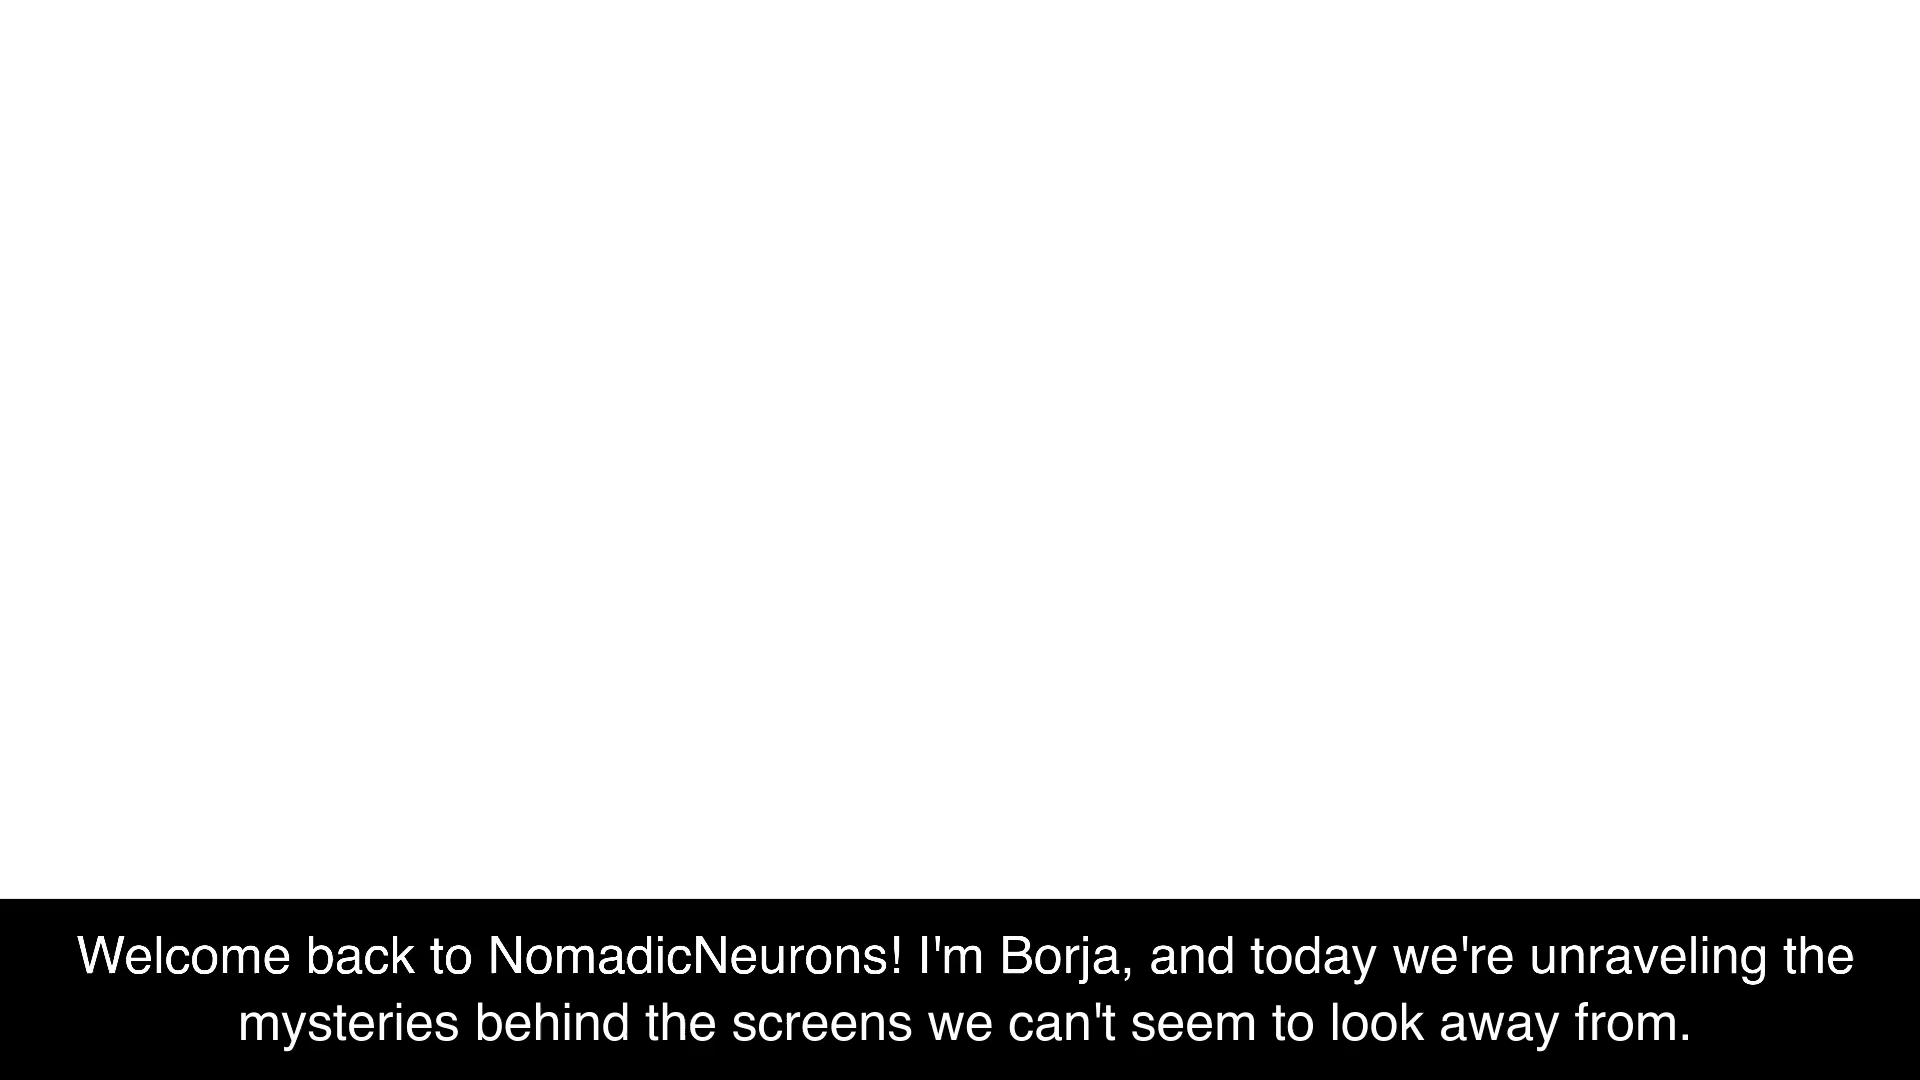 Welcome back to NomadicNeurons! I'm Borja, and today we're unraveling the
mysteries behind the screens we can't seem to look away from.